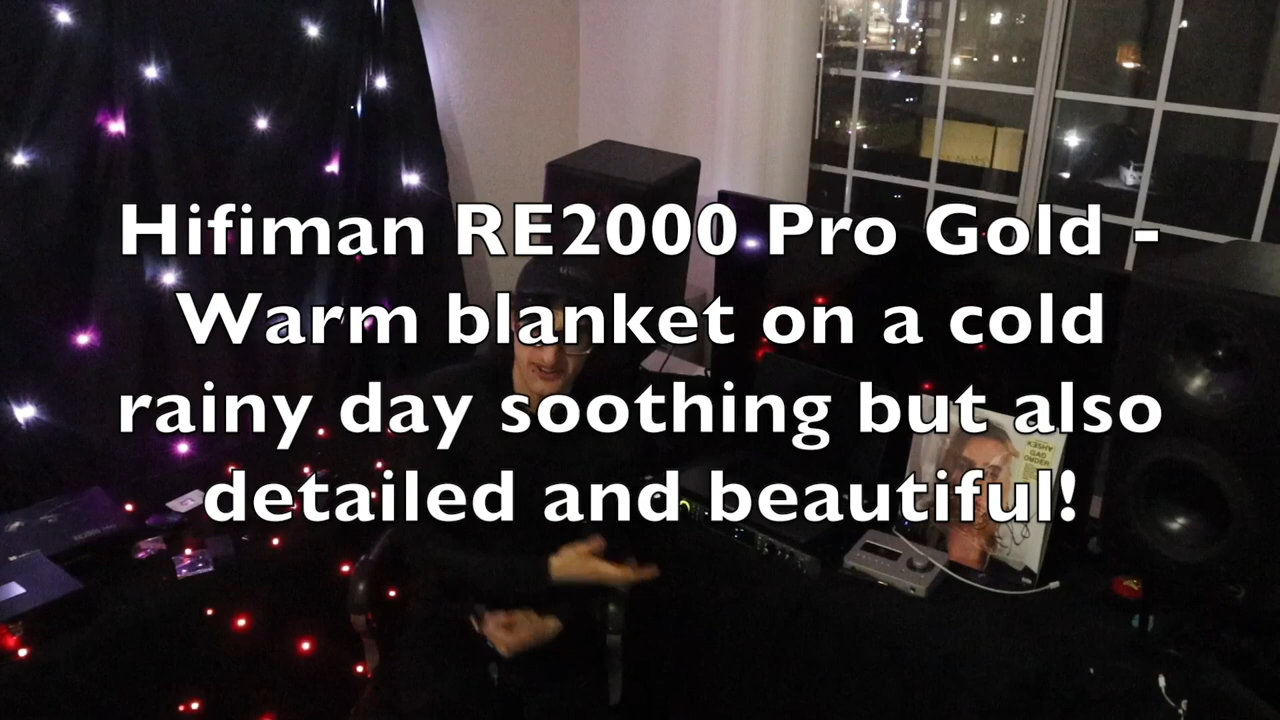 Hifiman RE2000 Pro Gold -
Warm blanket on a cold
rainy day soothing but also
detailed and beautiful!